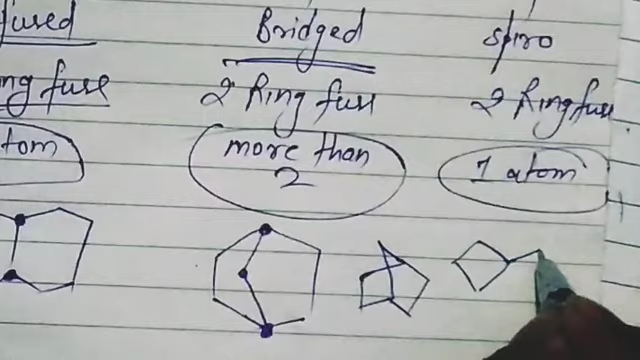 fused
Bridged
spiro
ng fuse
2 Ring fuse
2 Ring fuse
tom
more than
2
1 atom